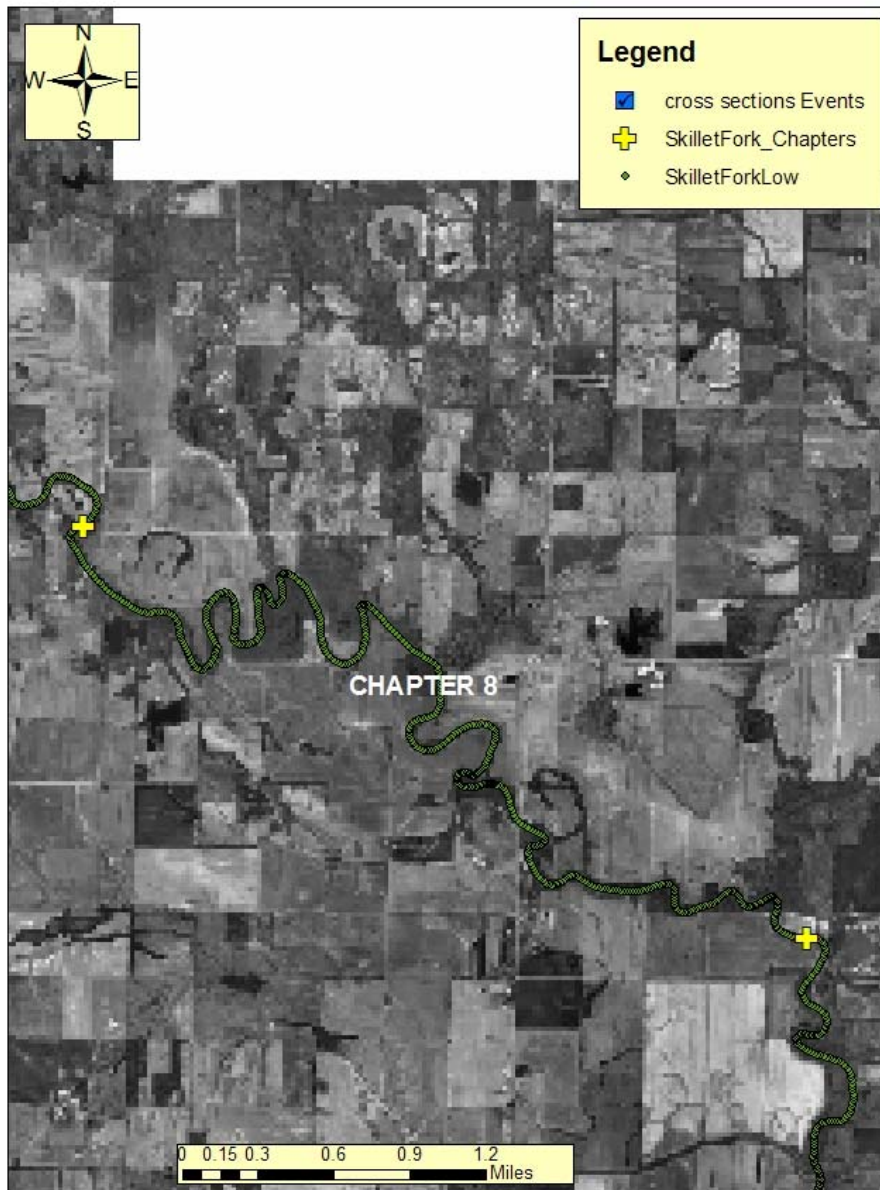 N
W E
S
Legend
cross sections Events
SkilletFork_Chapters
SkilletForkLow
CHAPTER 8
0 0.15 0.3 0.6 0.9 1.2
Miles